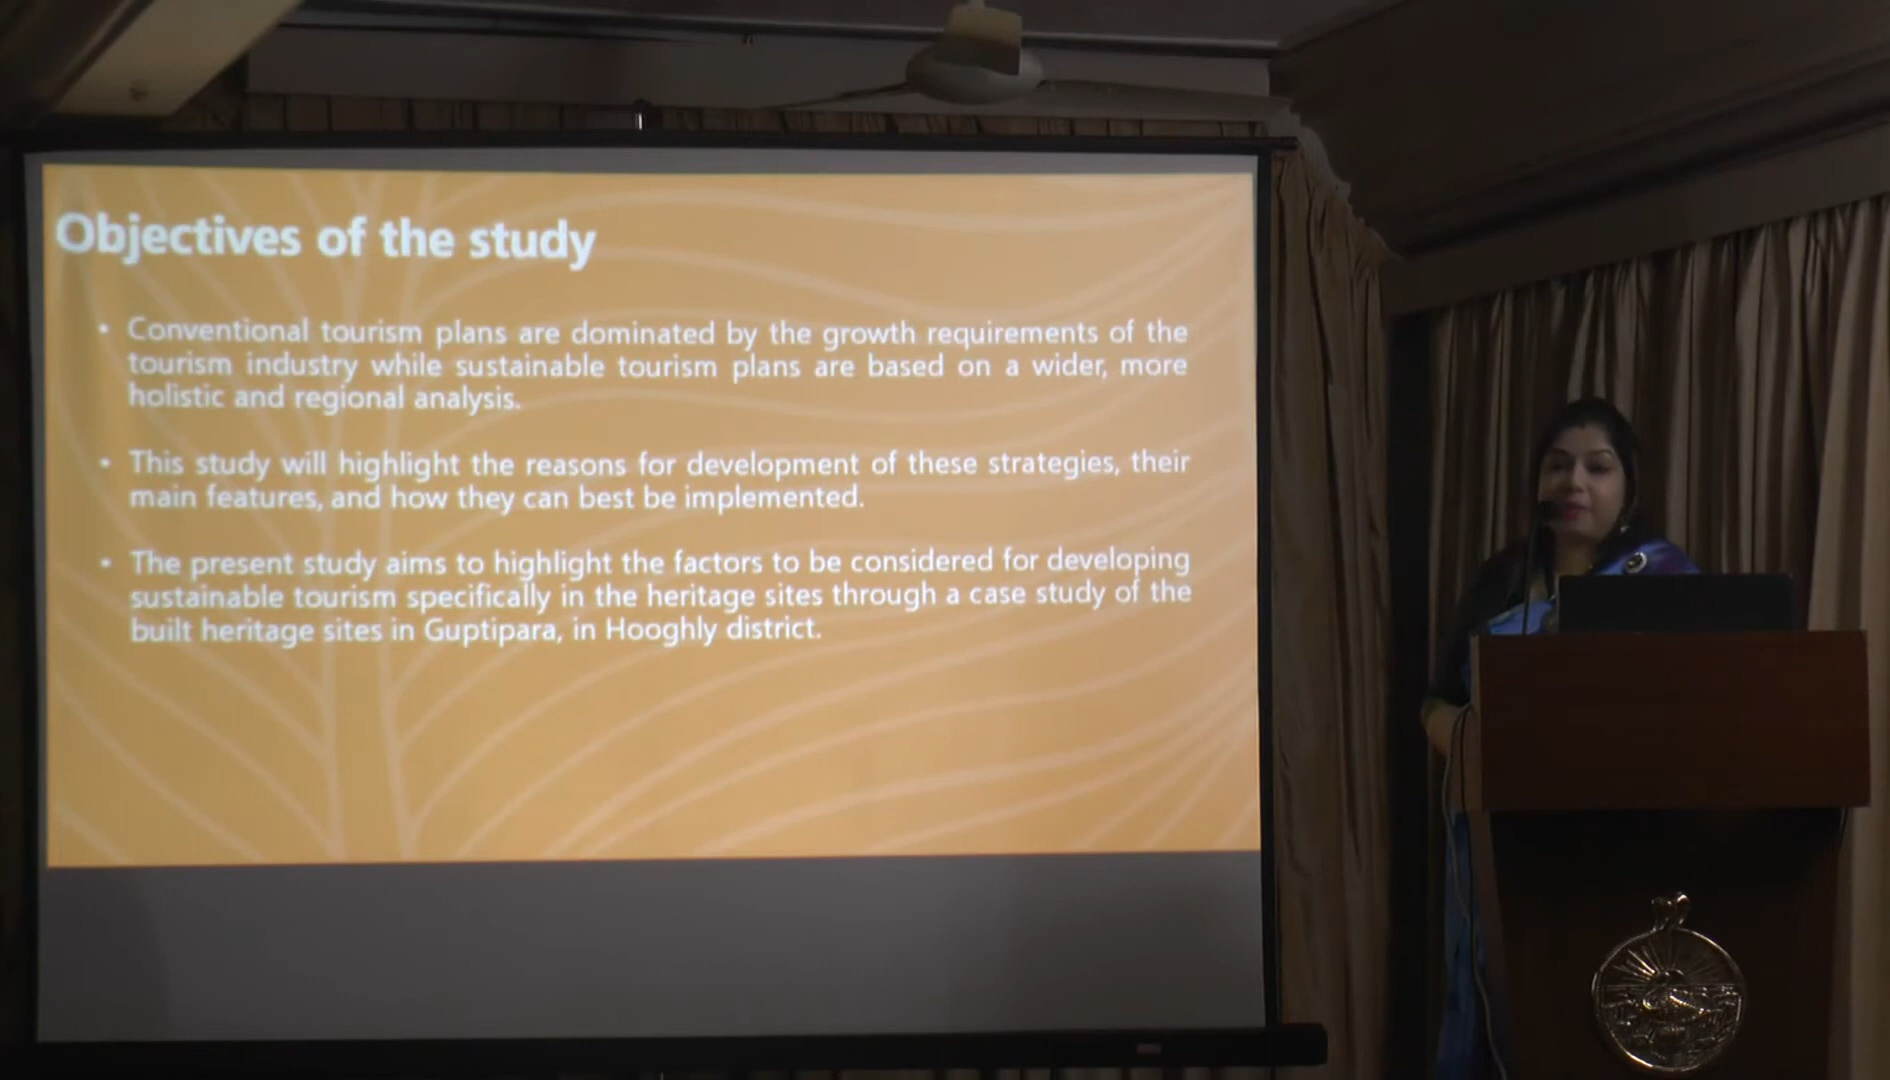 Objectives of the study
• Conventional tourism plans are dominated by the growth requirements of the
tourism industry while sustainable tourism plans are based on a wider, more
holistic and regional analysis.
• This study will highlight the reasons for development of these strategies, their
main features, and how they can best be implemented.
• The present study aims to highlight the factors to be considered for developing
sustainable tourism specifically in the heritage sites through a case study of the
built heritage sites in Guptipara, in Hooghly district.